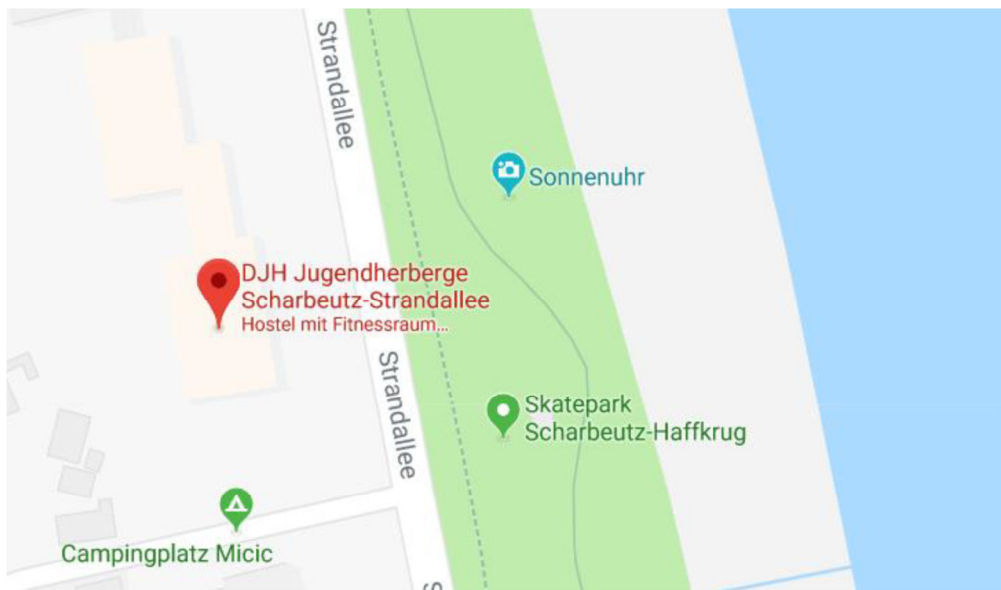 Strandallee
Sonnenuhr
DJH Jugendherberge
Scharbeutz-Strandallee
Hostel mit Fitnessraum...
Strandallee
Skatepark
Scharbeutz-Haffkrug
Campingplatz Micic
S